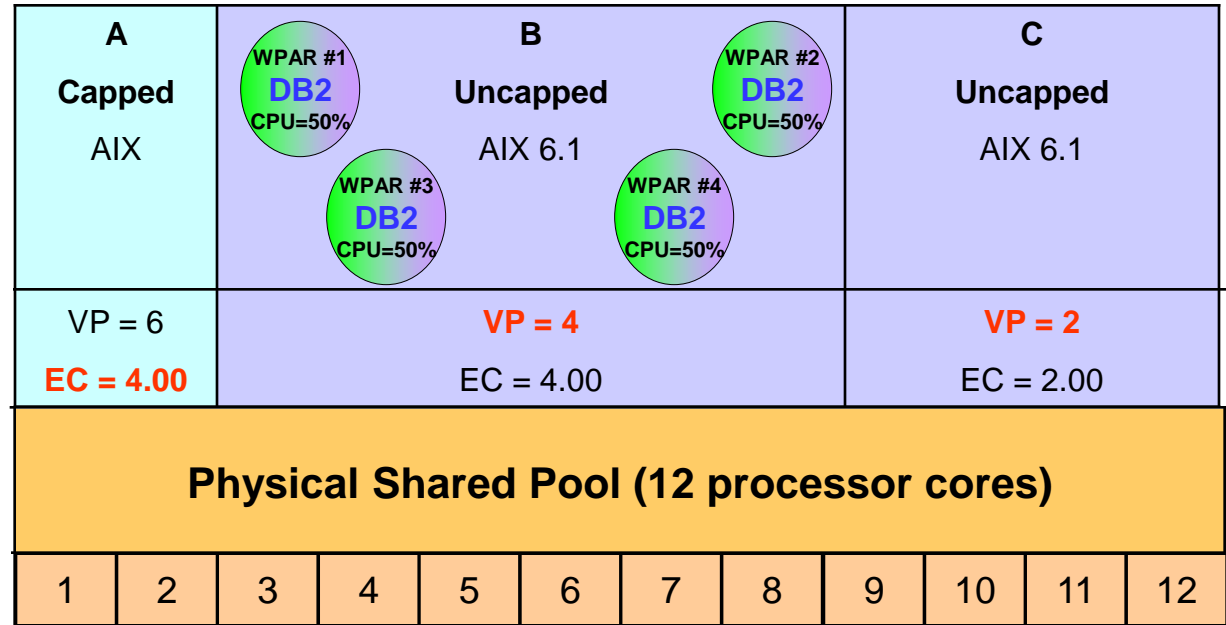 A
Capped
AIX
WPAR #1
DB2
CPU=50%
B
Uncapped
AIX 6.1
WPAR #2
DB2
CPU=50%
WPAR #3
DB2
CPU=50%
WPAR #4
DB2
CPU=50%
C
Uncapped
AIX 6.1
VP = 6
EC = 4.00
VP = 4
EC = 4.00
VP = 2
EC = 2.00
Physical Shared Pool (12 processor cores)
1 2 3 4 5 6 7 8 9 10 11 12